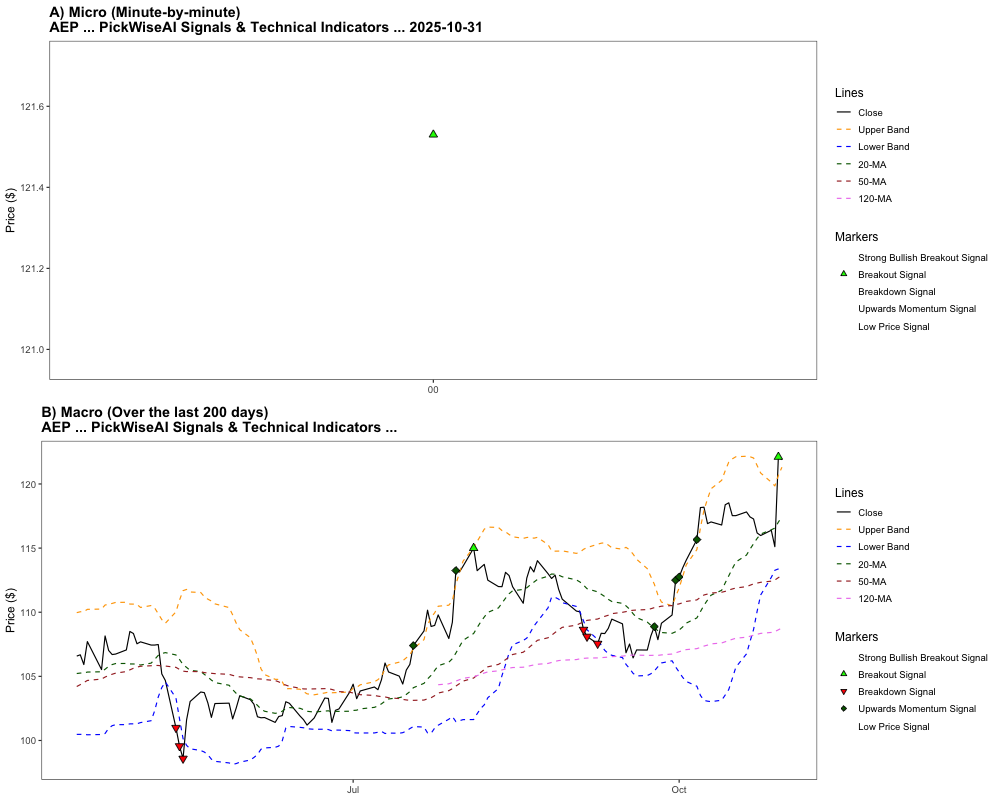 A) Micro (Minute-by-minute)
AEP ... PickWiseAI Signals & Technical Indicators ... 2025-10-31
Price ($)
121.6
121.4
121.2
121.0
00
Lines
Close
Upper Band
Lower Band
20-MA
50-MA
120-MA
Markers
Strong Bullish Breakout Signal
Breakout Signal
Breakdown Signal
Upwards Momentum Signal
Low Price Signal
B) Macro (Over the last 200 days)
AEP ... PickWiseAI Signals & Technical Indicators ...
Price ($)
120
115
110
105
100
Jul
Oct
Lines
Close
Upper Band
Lower Band
20-MA
50-MA
120-MA
Markers
Strong Bullish Breakout Signal
Breakout Signal
Breakdown Signal
Upwards Momentum Signal
Low Price Signal